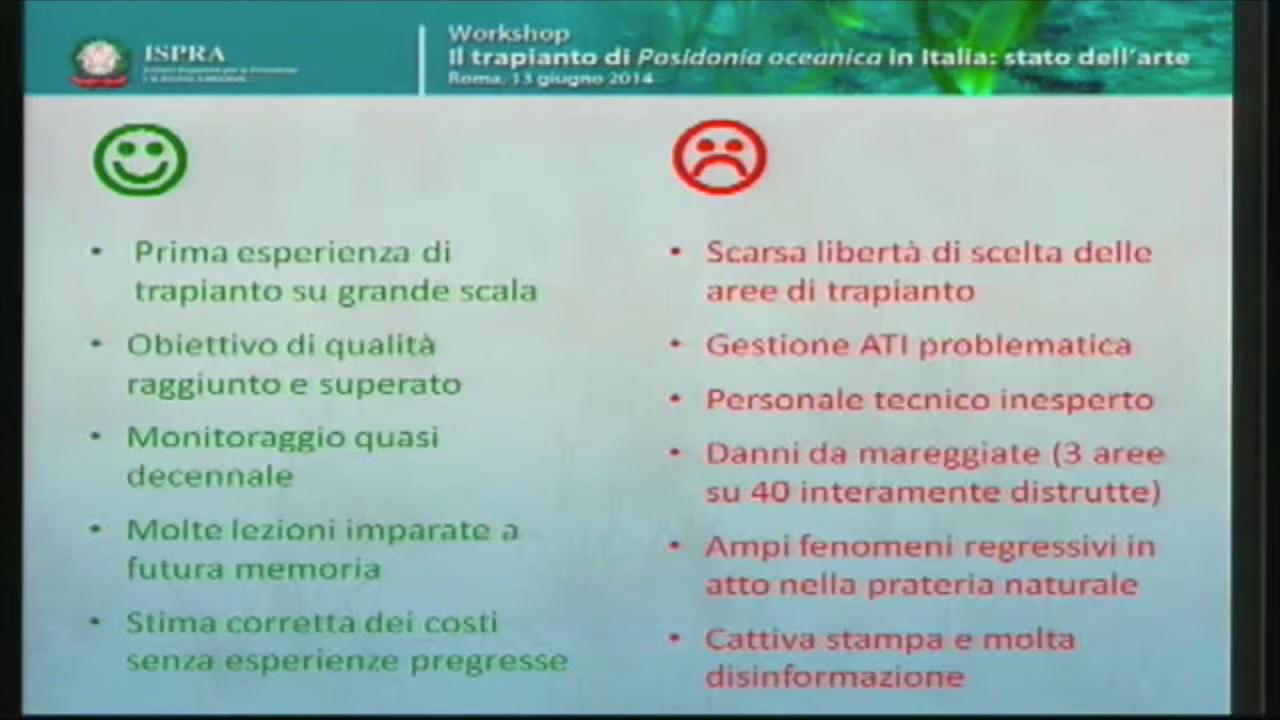 ISPRA
Workshop
Il trapianto di Posidonia oceanica in Italia: stato dell'arte
Roma, 13 giugno 2014
• Prima esperienza di
trapianto su grande scala
• Obiettivo di qualità
raggiunto e superato
• Monitoraggio quasi
decennale
• Molte lezioni imparate a
futura memoria
• Stima corretta dei costi
senza esperienze pregresse
• Scarsa libertà di scelta delle
aree di trapianto
• Gestione ATI problematica
• Personale tecnico inesperto
• Danni da mareggiate (3 aree
su 40 interamente distrutte)
• Ampi fenomeni regressivi in
atto nella prateria naturale
• Cattiva stampa e molta
disinformazione